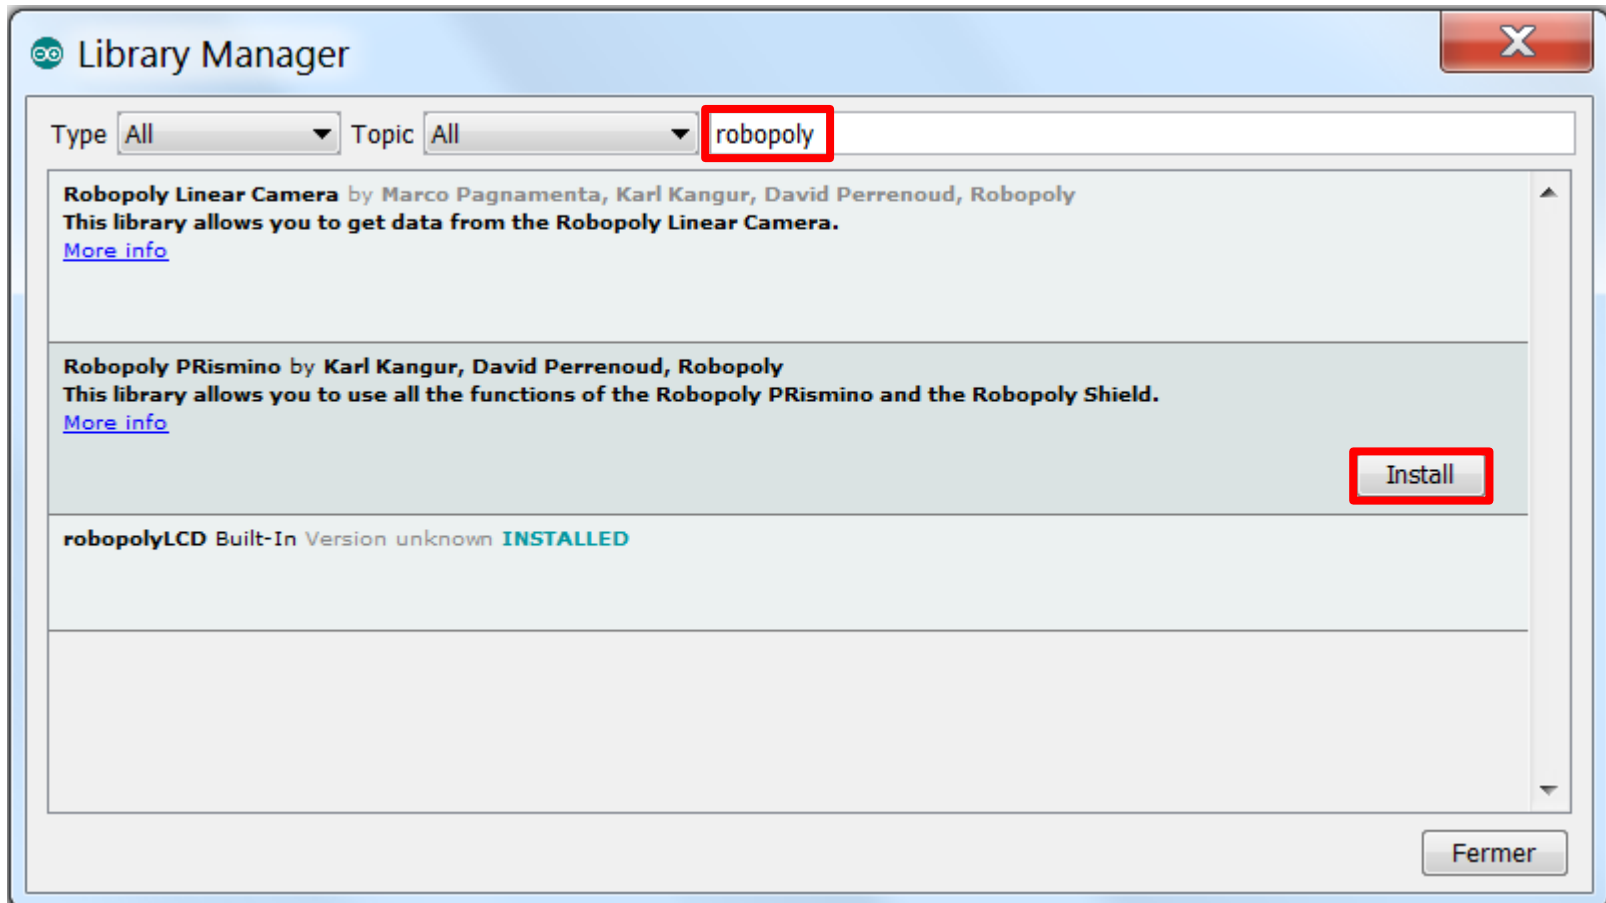 Library Manager
Type All Topic All robopoly
Robopoly Linear Camera by Marco Pagnamenta, Karl Kangur, David Perrenoud, Robopoly
This library allows you to get data from the Robopoly Linear Camera.
More info
Robopoly PRismino by Karl Kangur, David Perrenoud, Robopoly
This library allows you to use all the functions of the Robopoly PRismino and the Robopoly Shield.
More info
Install
robopolyLCD Built-In Version unknown INSTALLED
Fermer